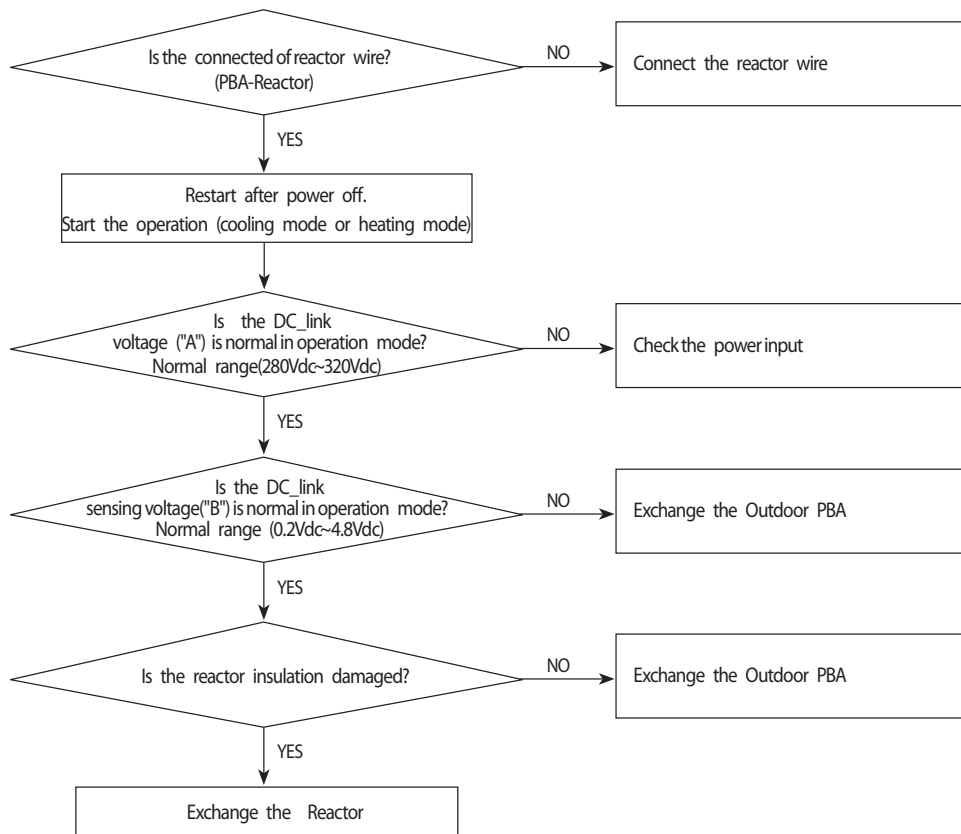 Is the connected of reactor wire?
(PBA-Reactor)
NO
Connect the reactor wire
YES
Restart after power off.
Start the operation (cooling mode or heating mode)
Is the DC_link
voltage ("A") is normal in operation mode?
Normal range(280Vdc~320Vdc)
NO
Check the power input
YES
Is the DC_link
sensing voltage("B") is normal in operation mode?
Normal range (0.2Vdc~4.8Vdc)
NO
Exchange the Outdoor PBA
YES
Is the reactor insulation damaged?
NO
Exchange the Outdoor PBA
YES
Exchange the Reactor